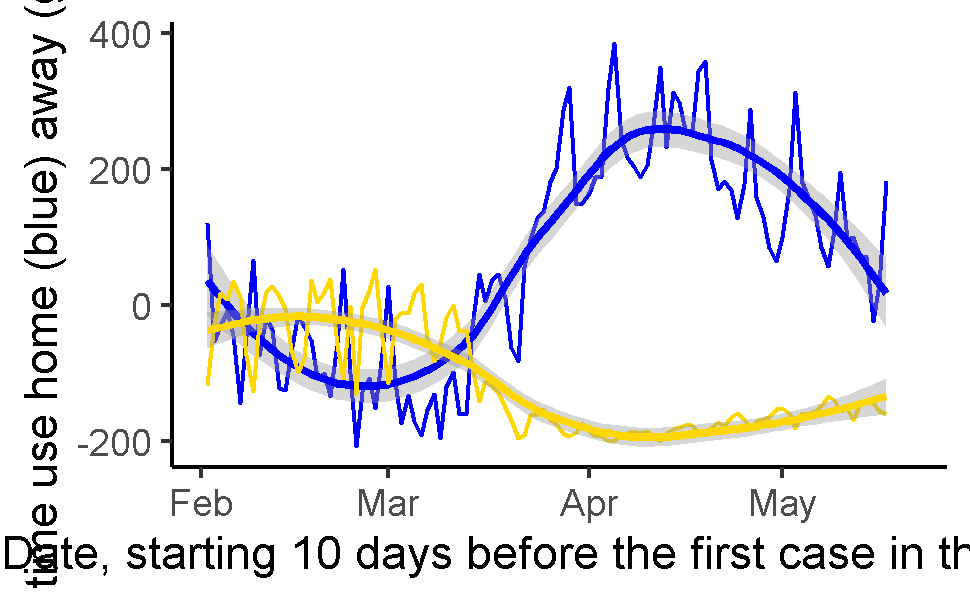 time use home (blue) away (
400
200
0
-200
Feb Mar Apr May
Date, starting 10 days before the first case in th